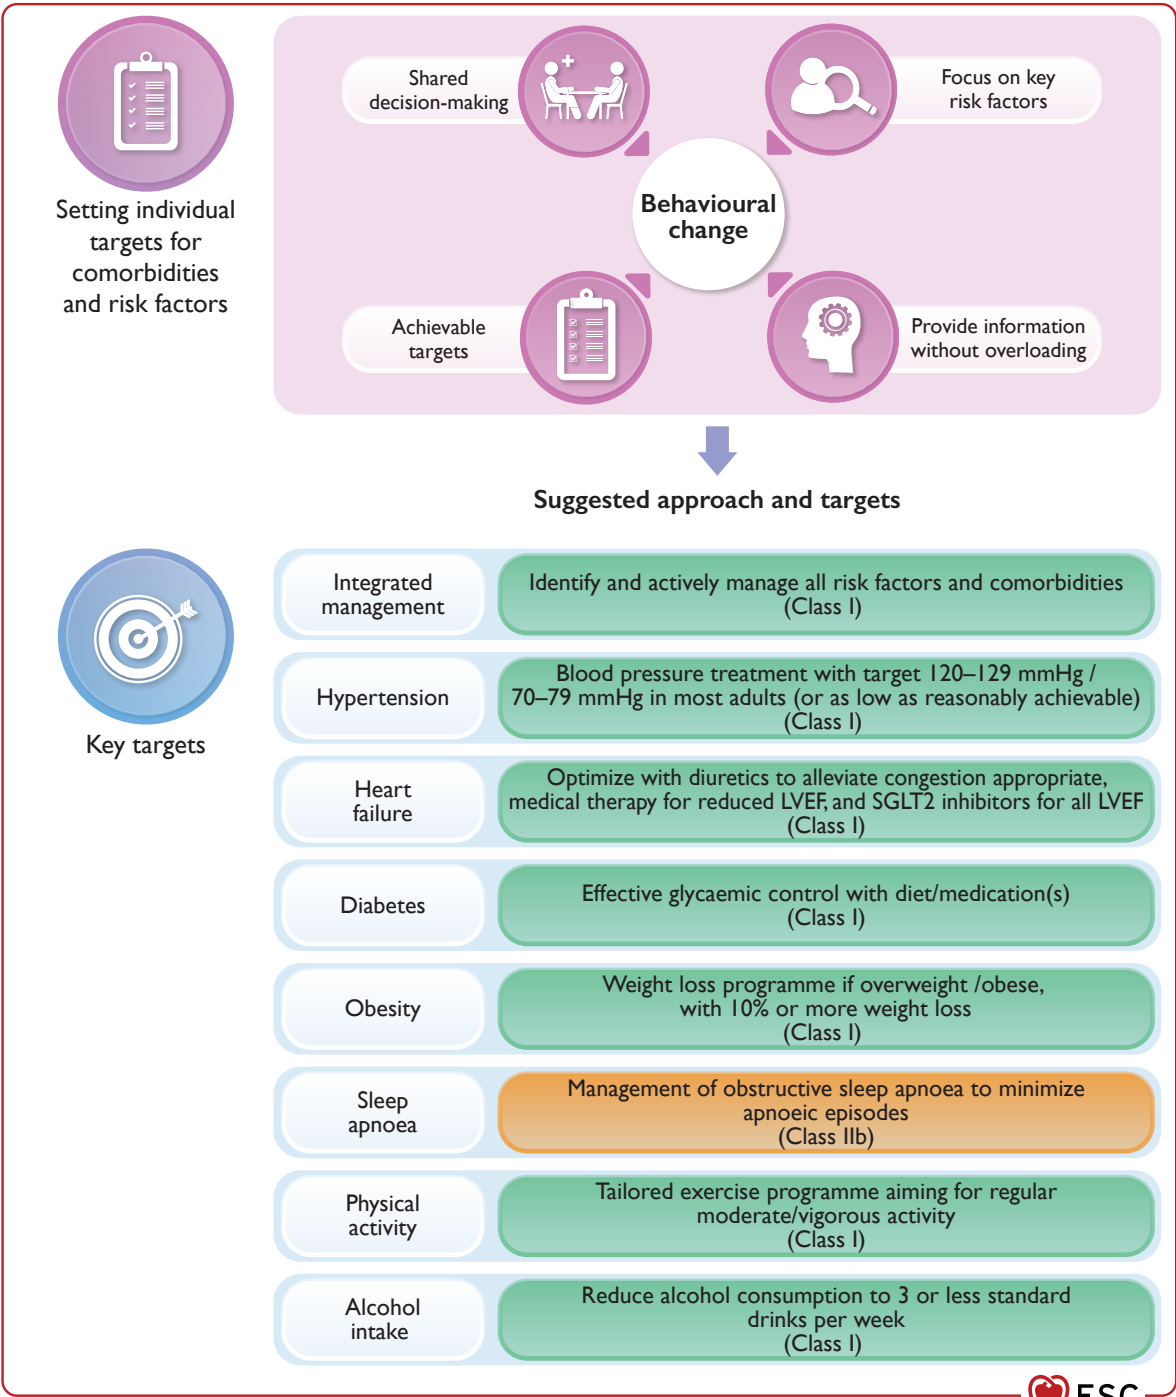 Setting individual
targets for
comorbidities
and risk factors
Shared
decision-making
Focus on key
risk factors
Behavioural
change
Achievable
targets
Provide information
without overloading
Suggested approach and targets
Key targets
Integrated
management
Identify and actively manage all risk factors and comorbidities
(Class I)
Hypertension
Blood pressure treatment with target 120–129 mmHg /
70–79 mmHg in most adults (or as low as reasonably achievable)
(Class I)
Heart
failure
Optimize with diuretics to alleviate congestion appropriate,
medical therapy for reduced LVEF, and SGLT2 inhibitors for all LVEF
(Class I)
Diabetes
Effective glycaemic control with diet/medication(s)
(Class I)
Obesity
Weight loss programme if overweight /obese,
with 10% or more weight loss
(Class I)
Sleep
apnoea
Management of obstructive sleep apnoea to minimize
apnoeic episodes
(Class IIb)
Physical
activity
Tailored exercise programme aiming for regular
moderate/vigorous activity
(Class I)
Alcohol
intake
Reduce alcohol consumption to 3 or less standard
drinks per week
(Class I)
ESC